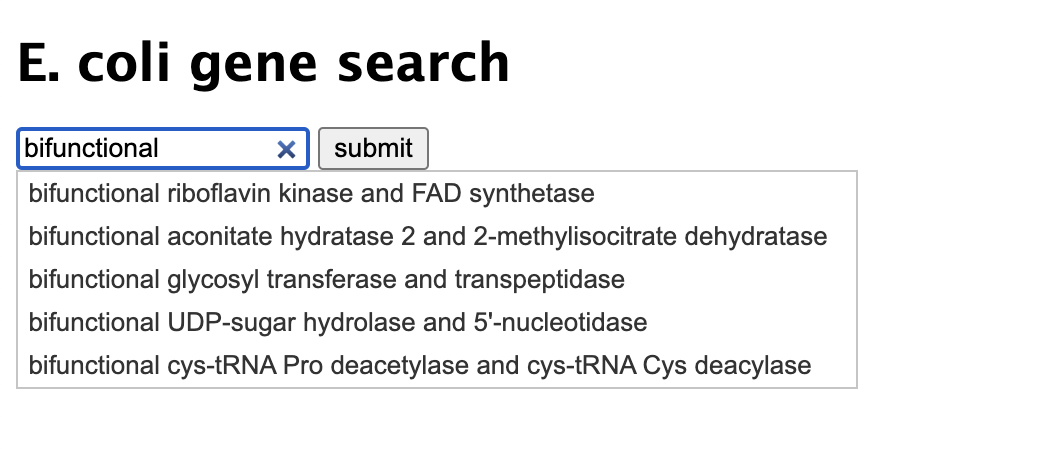 E. coli gene search
bifunctional submit
bifunctional riboflavin kinase and FAD synthetase
bifunctional aconitate hydratase 2 and 2-methylisocitrate dehydratase
bifunctional glycosyl transferase and transpeptidase
bifunctional UDP-sugar hydrolase and 5'-nucleotidase
bifunctional cys-tRNA Pro deacetylase and cys-tRNA Cys deacylase